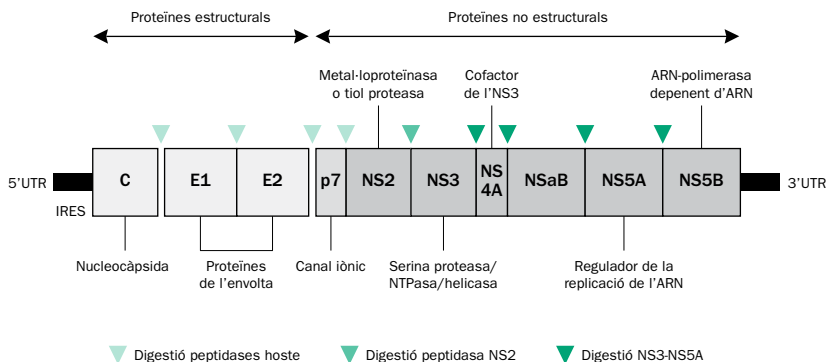 Proteïnes estructurals
Proteïnes no estructurals
Metal·loproteïnasa
o tiol proteasa
Cofactor
de l'NS3
ARN-polimerasa
depenent d'ARN
5'UTR
IRES
C
E1
E2
p7
NS2
NS3
NS
4A
NSaB
NS5A
NS5B
3'UTR
Nucleocàpsida
Proteïnes
de l'envolta
Canal iònic
Serina proteasa/
NTPasa/helicasa
Regulador de la
replicació de l'ARN
Digestió peptidases hoste
Digestió peptidasa NS2
Digestió NS3-NS5A